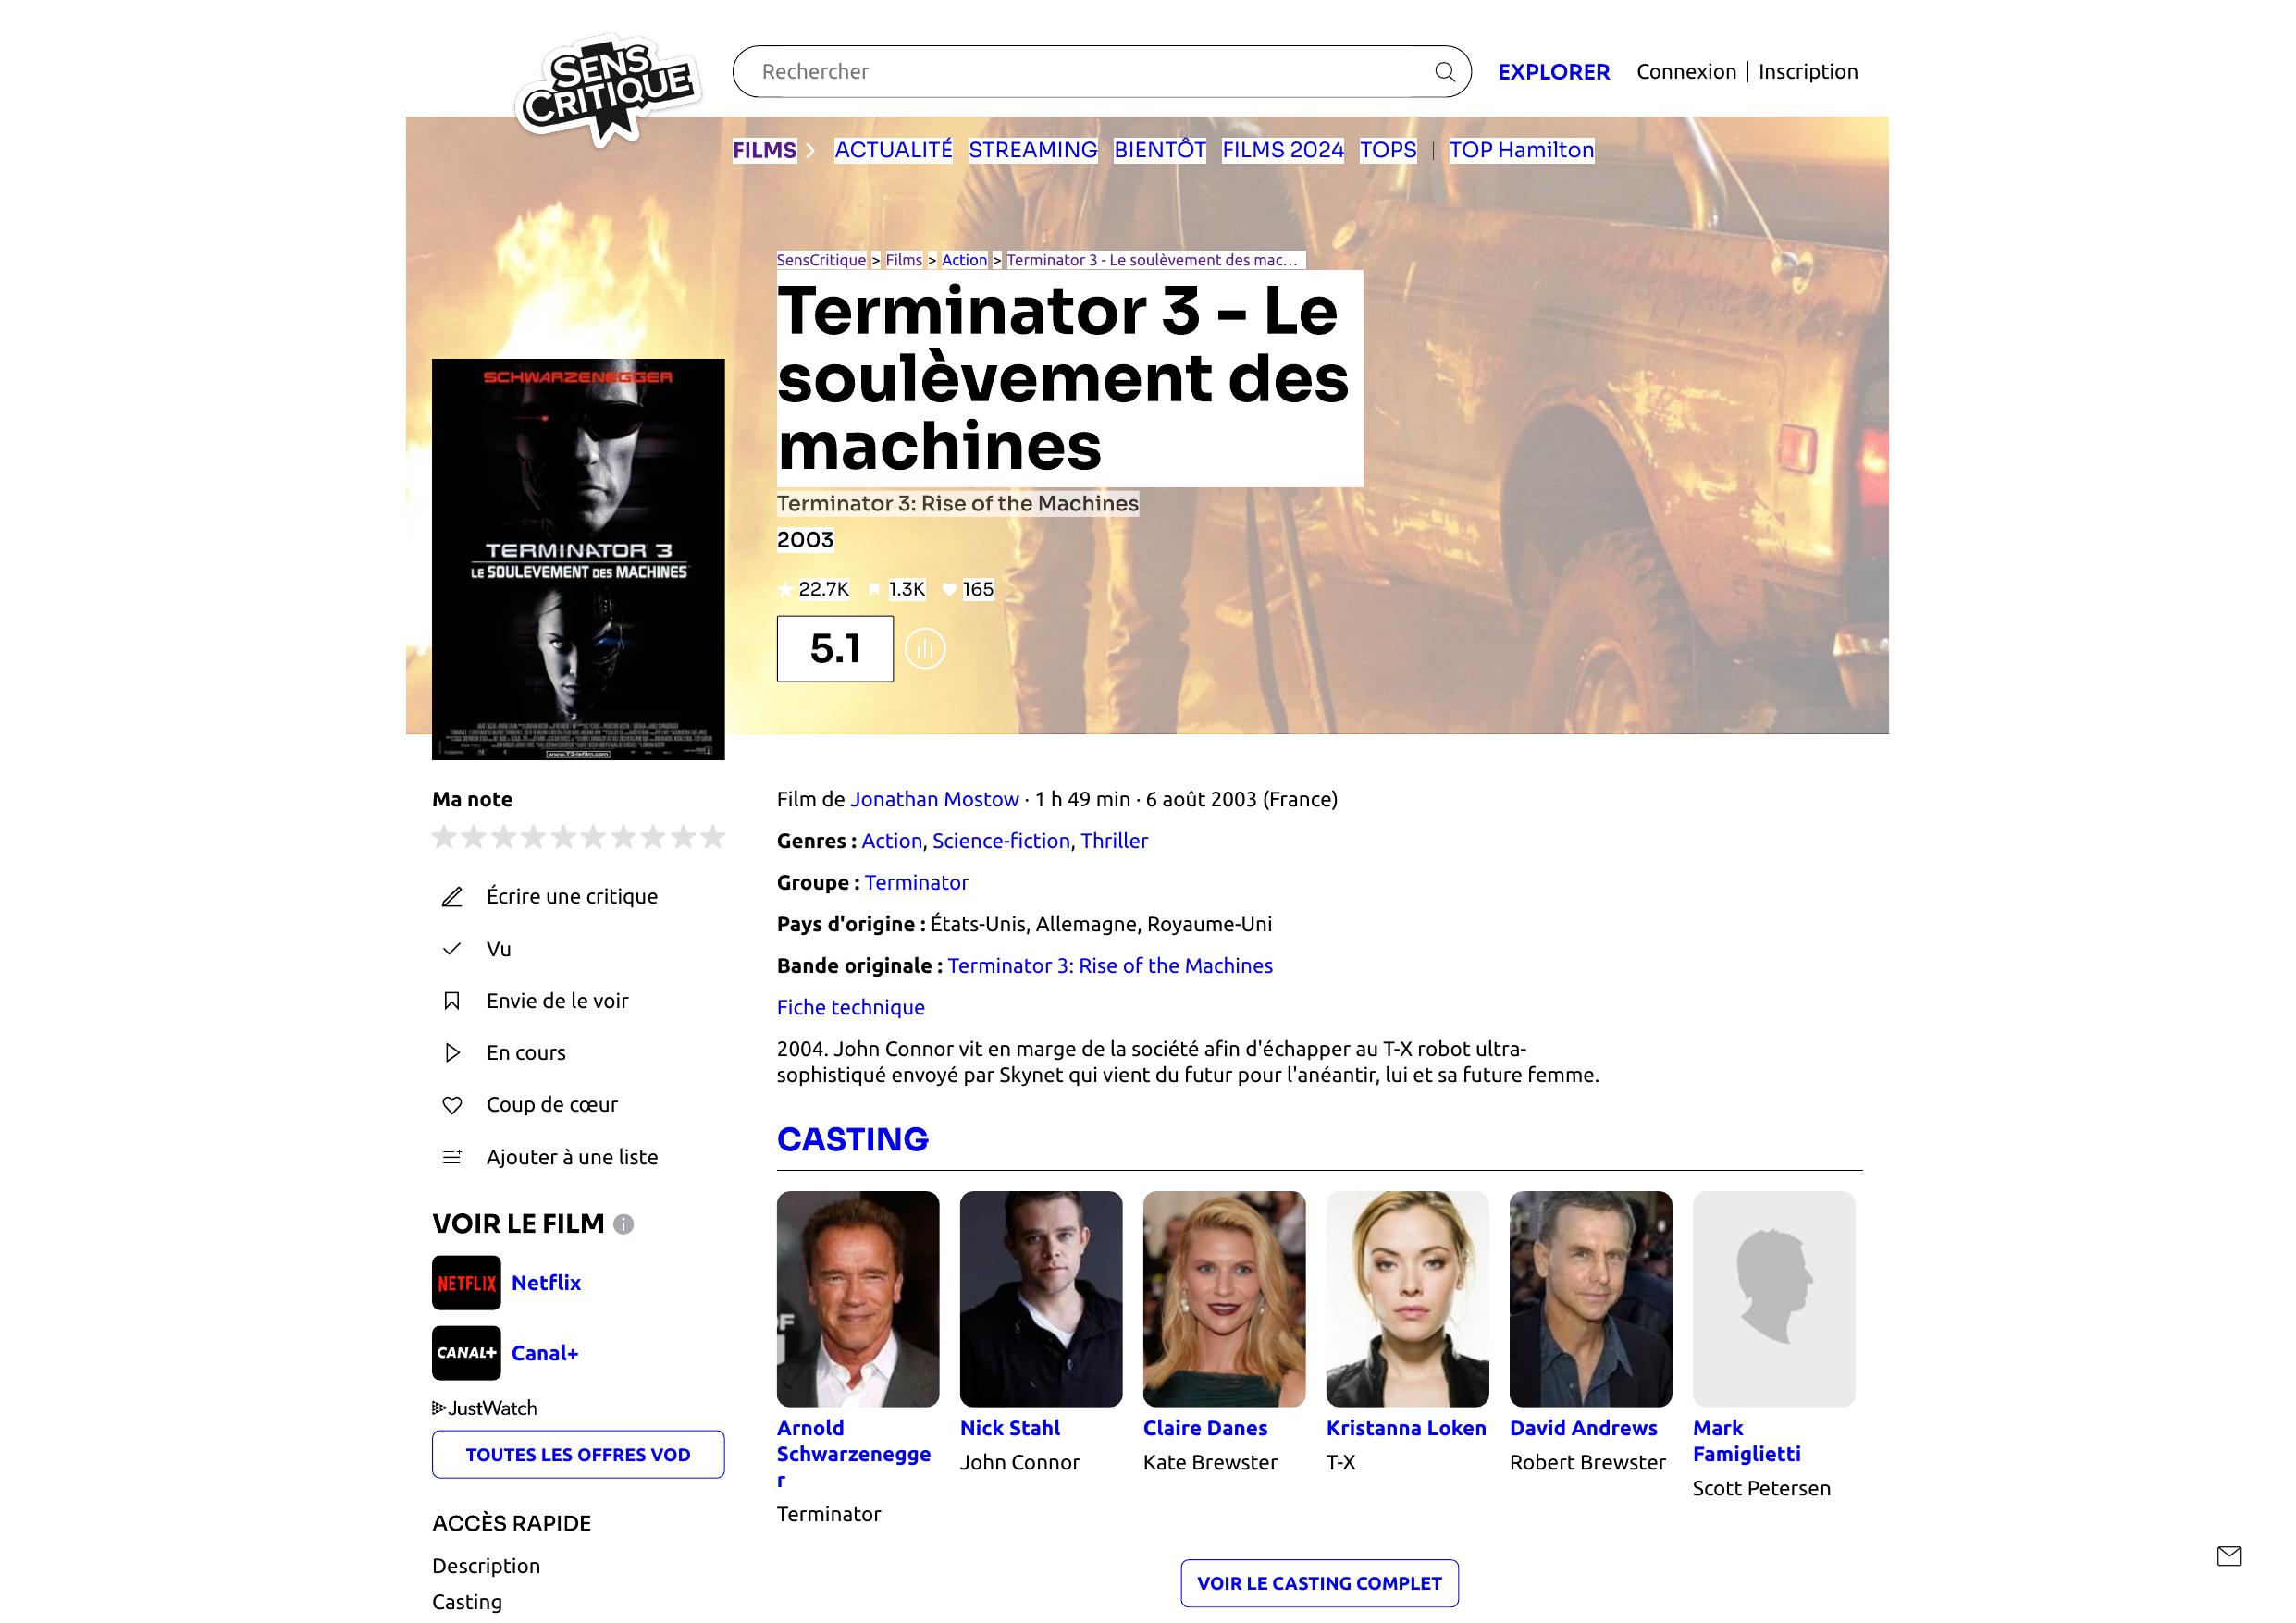 SENS
CRITIQUE
Rechercher
EXPLORER
Connexion | Inscription
FILMS
ACTUALITÉ
STREAMING
BIENTÔT
FILMS 2024
TOPS
|
TOP Hamilton
SensCritique > Films > Action > Terminator 3 - Le soulèvement des mac...
Terminator 3 - Le
soulèvement des
machines
Terminator 3: Rise of the Machines
2003
22.7K
1.3K
165
5.1
SCHWARZENEGGER
TERMINATOR 3
LE SOULEVEMENT DES MACHINES
Ma note
Écrire une critique
Vu
Envie de le voir
En cours
Coup de cœur
Ajouter à une liste
VOIR LE FILM
NETFLIX
Netflix
CANAL+
Canal+
JustWatch
TOUTES LES OFFRES VOD
ACCÈS RAPIDE
Description
Casting
Film de Jonathan Mostow · 1 h 49 min · 6 août 2003 (France)
Genres : Action, Science-fiction, Thriller
Groupe : Terminator
Pays d'origine : États-Unis, Allemagne, Royaume-Uni
Bande originale : Terminator 3: Rise of the Machines
Fiche technique
2004. John Connor vit en marge de la société afin d'échapper au T-X robot ultra-
sophistiqué envoyé par Skynet qui vient du futur pour l'anéantir, lui et sa future femme.
CASTING
Arnold
Schwarzenegge
r
Terminator
Nick Stahl
John Connor
Claire Danes
Kate Brewster
Kristanna Loken
T-X
David Andrews
Robert Brewster
Mark
Famiglietti
Scott Petersen
VOIR LE CASTING COMPLET